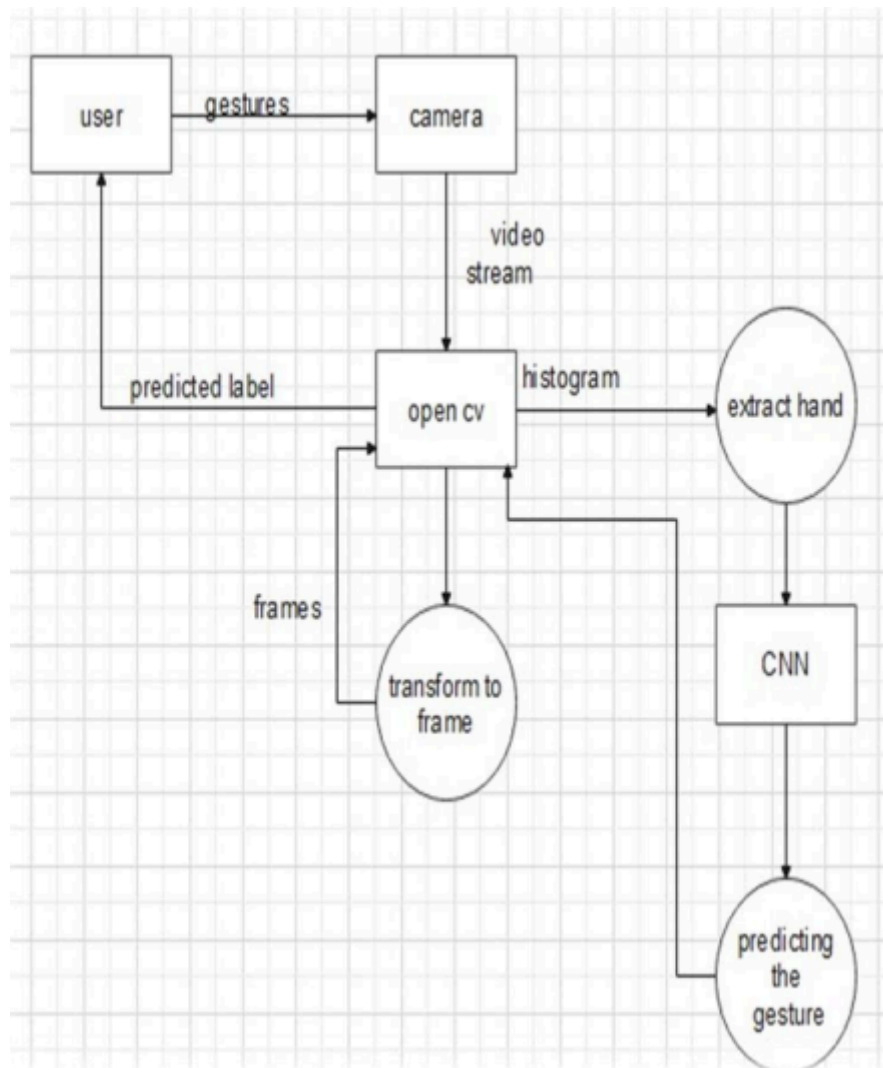 user
gestures
camera
video
stream
predicted label
open cv
histogram
extract hand
frames
transform to
frame
CNN
predicting
the
gesture